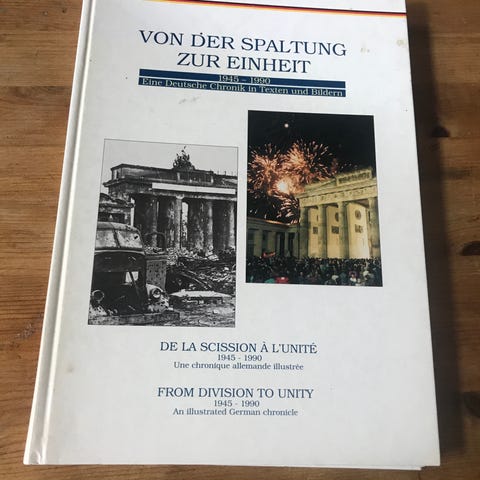 VON DER SPALTUNG
ZUR EINHEIT
1945 - 1990
Eine Deutsche Chronik in Texten und Bildern
DE LA SCISSION À L'UNITÉ
1945 - 1990
Une chronique allemande illustrée
FROM DIVISION TO UNITY
1945 - 1990
An illustrated German chronicle